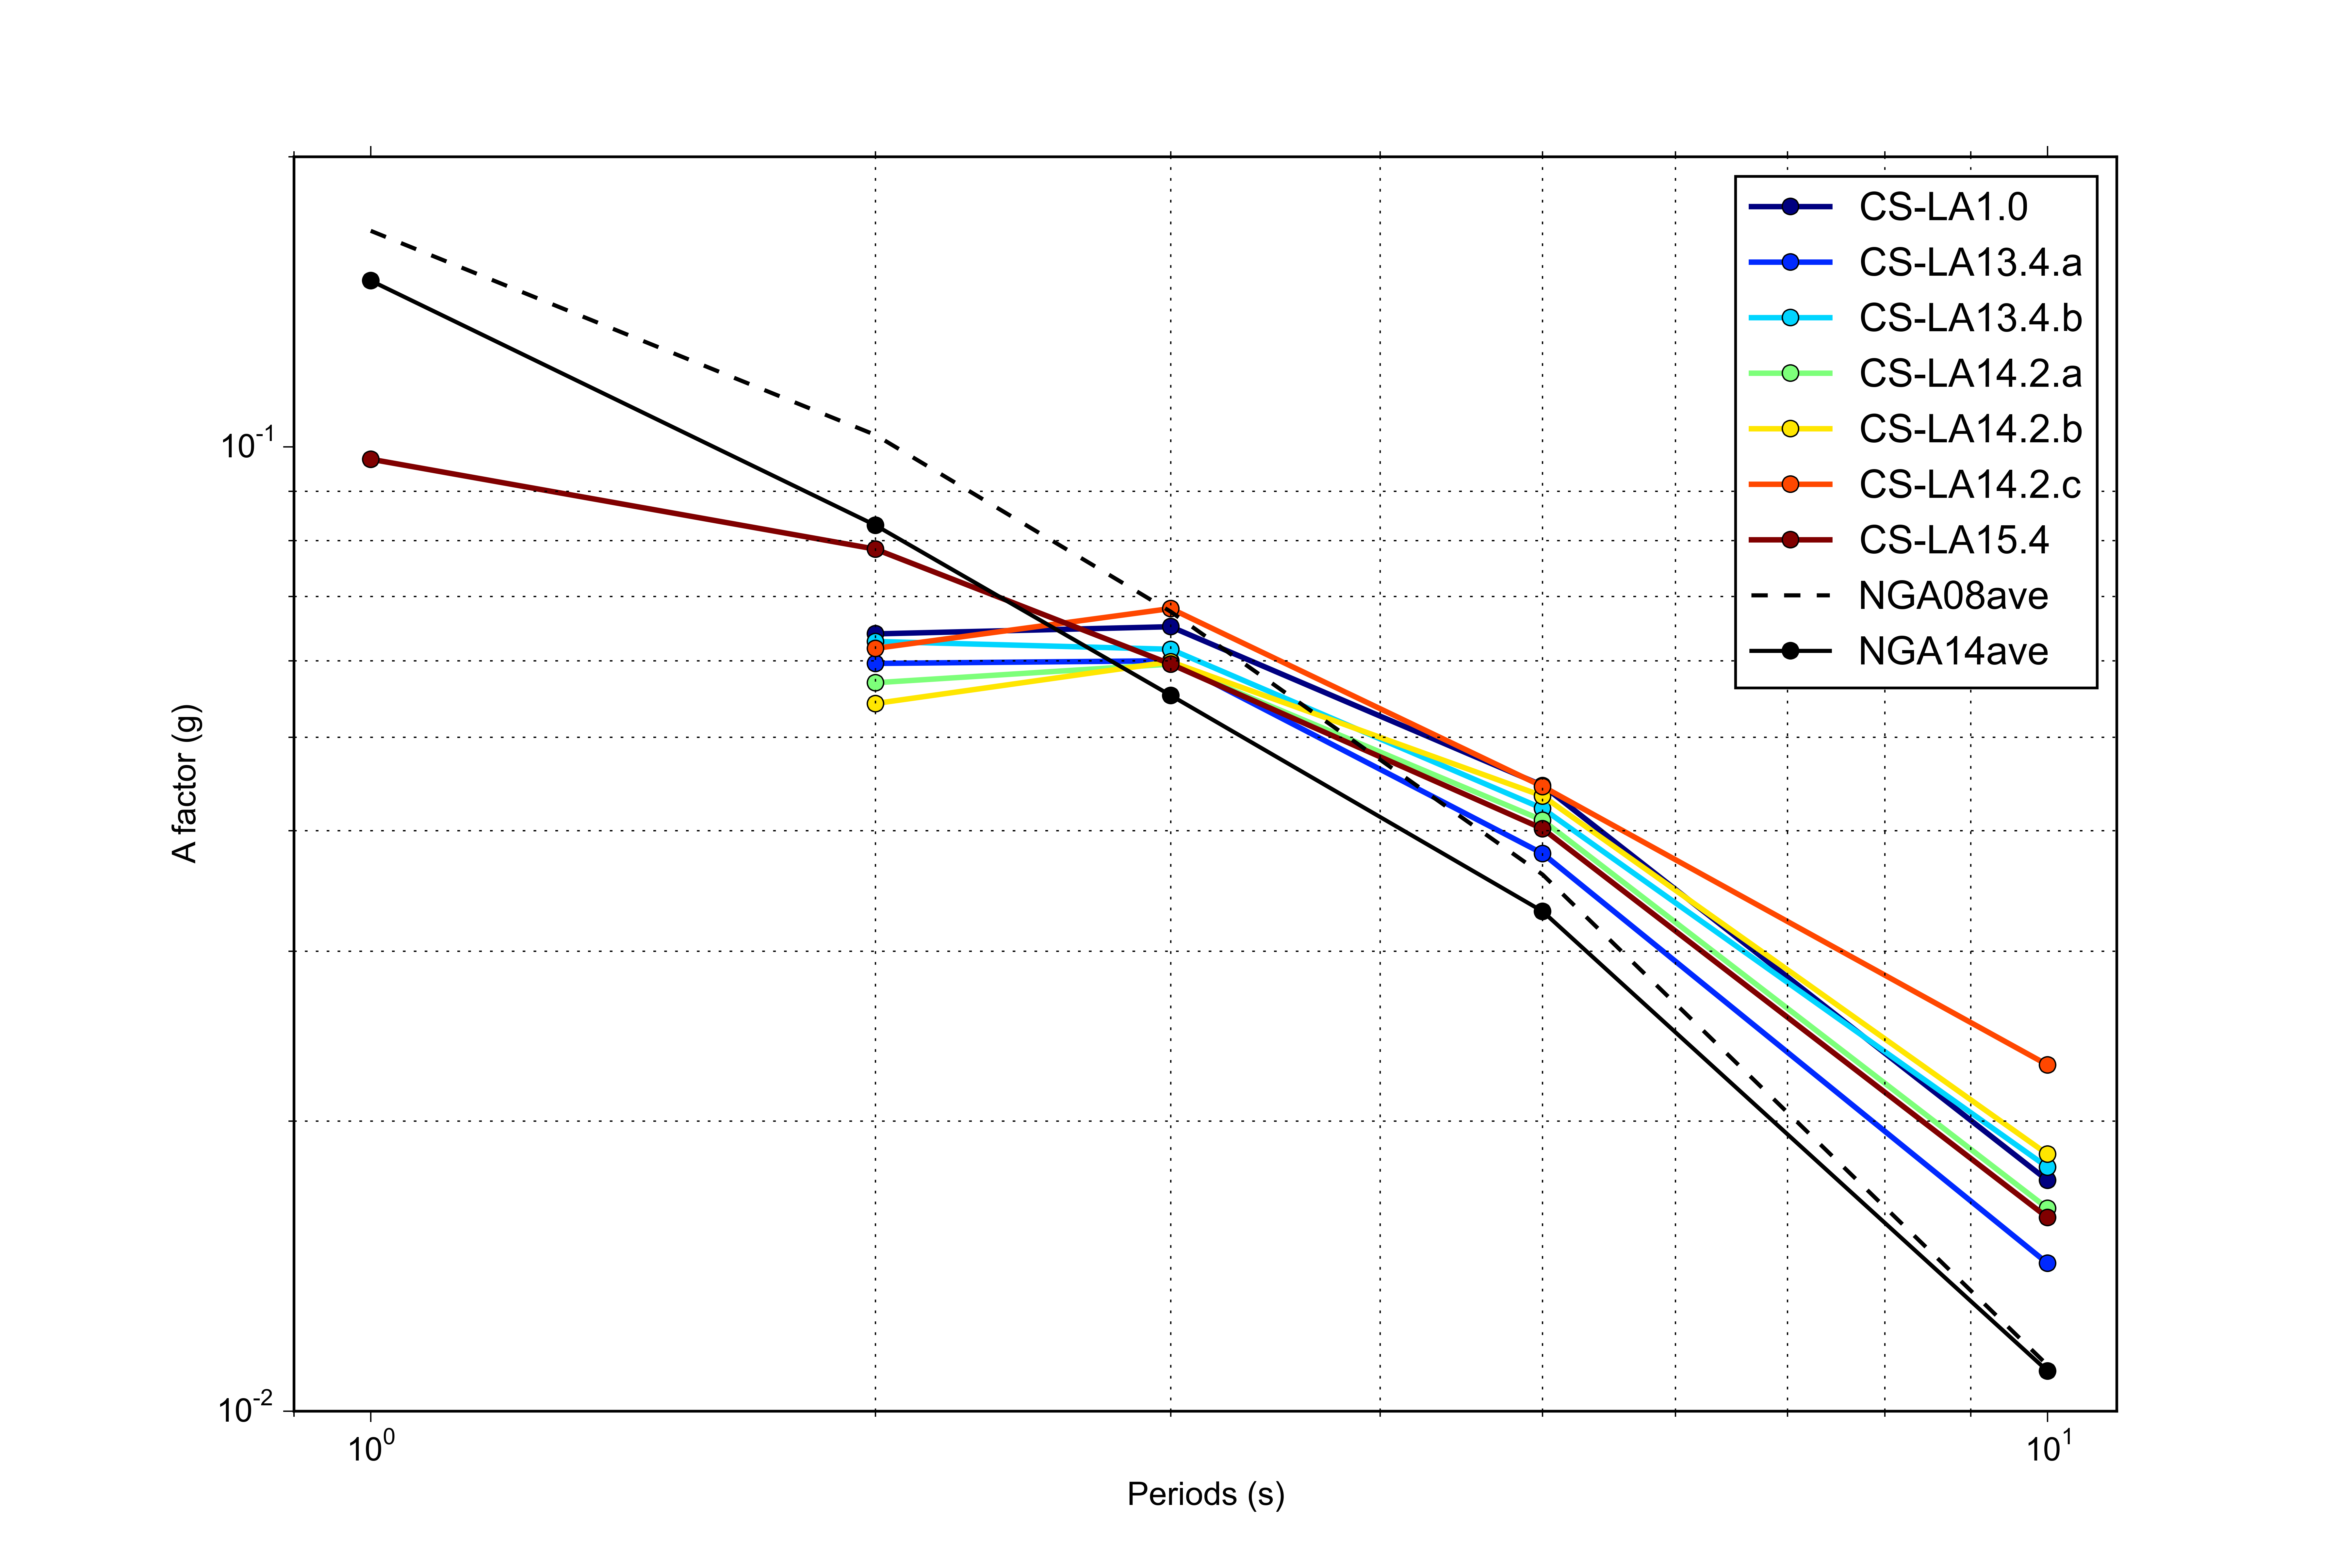 CS-LA1.0
CS-LA13.4.a
CS-LA13.4.b
CS-LA14.2.a
CS-LA14.2.b
CS-LA14.2.c
CS-LA15.4
NGA08ave
NGA14ave
10-1
A factor (g)
10-2
100
101
Periods (s)